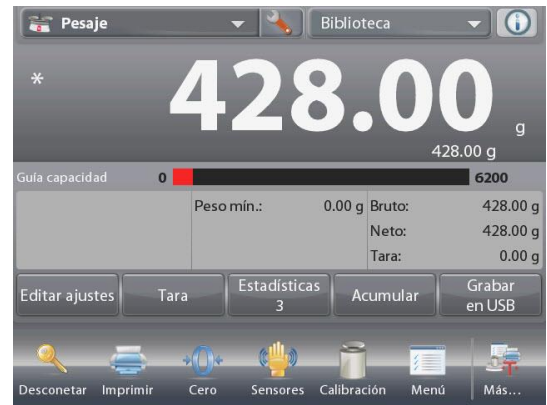 Pesaje
Biblioteca
*
428.00 g
428.00 g
Guía capacidad 0 6200
Peso mín.: 0.00 g
Bruto: 428.00 g
Neto: 428.00 g
Tara: 0.00 g
Editar ajustes
Tara
Estadísticas
3
Acumular
Grabar
en USB
Desconetar
Imprimir
Cero
Sensores
Calibración
Menú
Más...